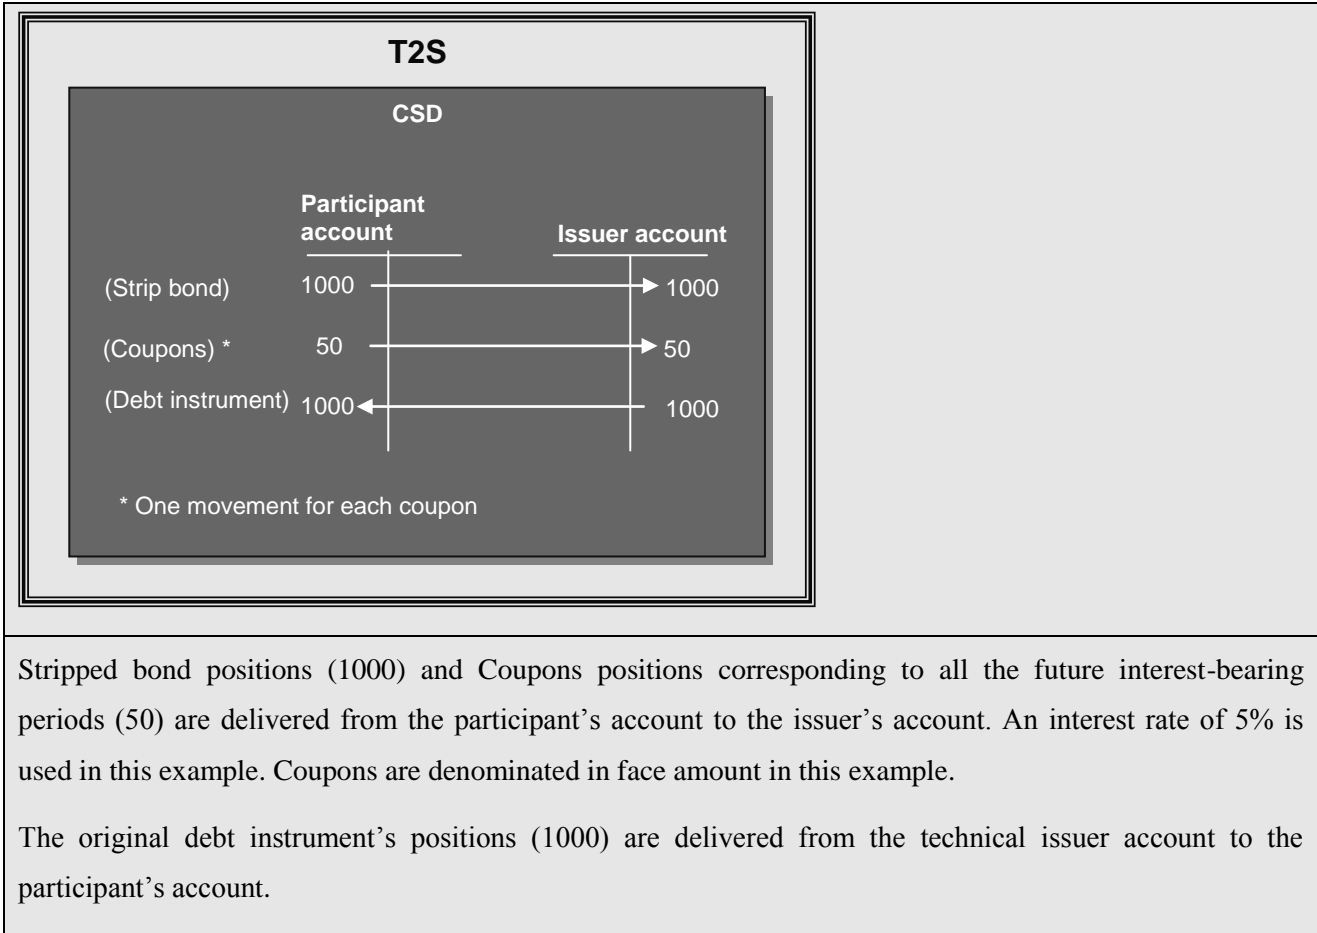 T2S
CSD
Participant
account
Issuer account
(Strip bond) 1000 1000
(Coupons) * 50 50
(Debt instrument) 1000 1000
* One movement for each coupon
Stripped bond positions (1000) and Coupons positions corresponding to all the future interest-bearing
periods (50) are delivered from the participant’s account to the issuer’s account. An interest rate of 5% is
used in this example. Coupons are denominated in face amount in this example.
The original debt instrument’s positions (1000) are delivered from the technical issuer account to the
participant’s account.